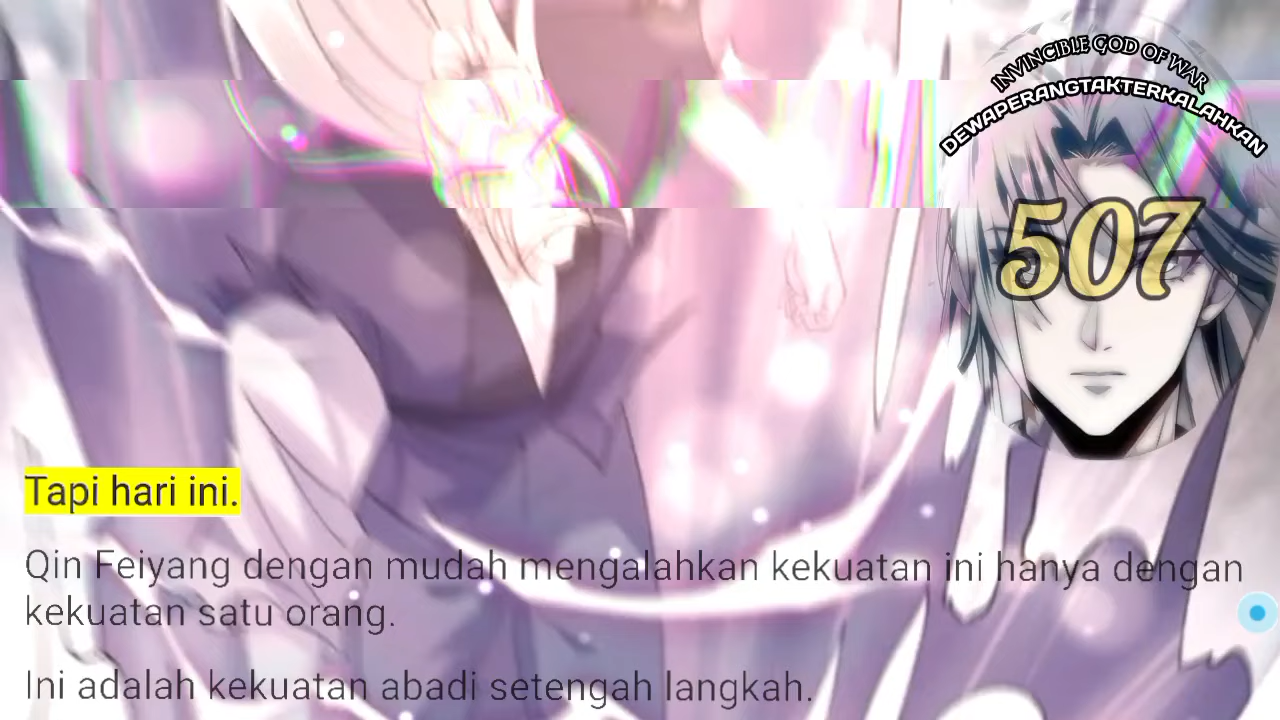 INVINCIBLE GOD OF WAR
DEWAPERANGTAKTERKALAHKAN
507
Tapi hari ini.
Qin Feiyang dengan mudah mengalahkan kekuatan ini hanya dengan
kekuatan satu orang.
Ini adalah kekuatan abadi setengah langkah.